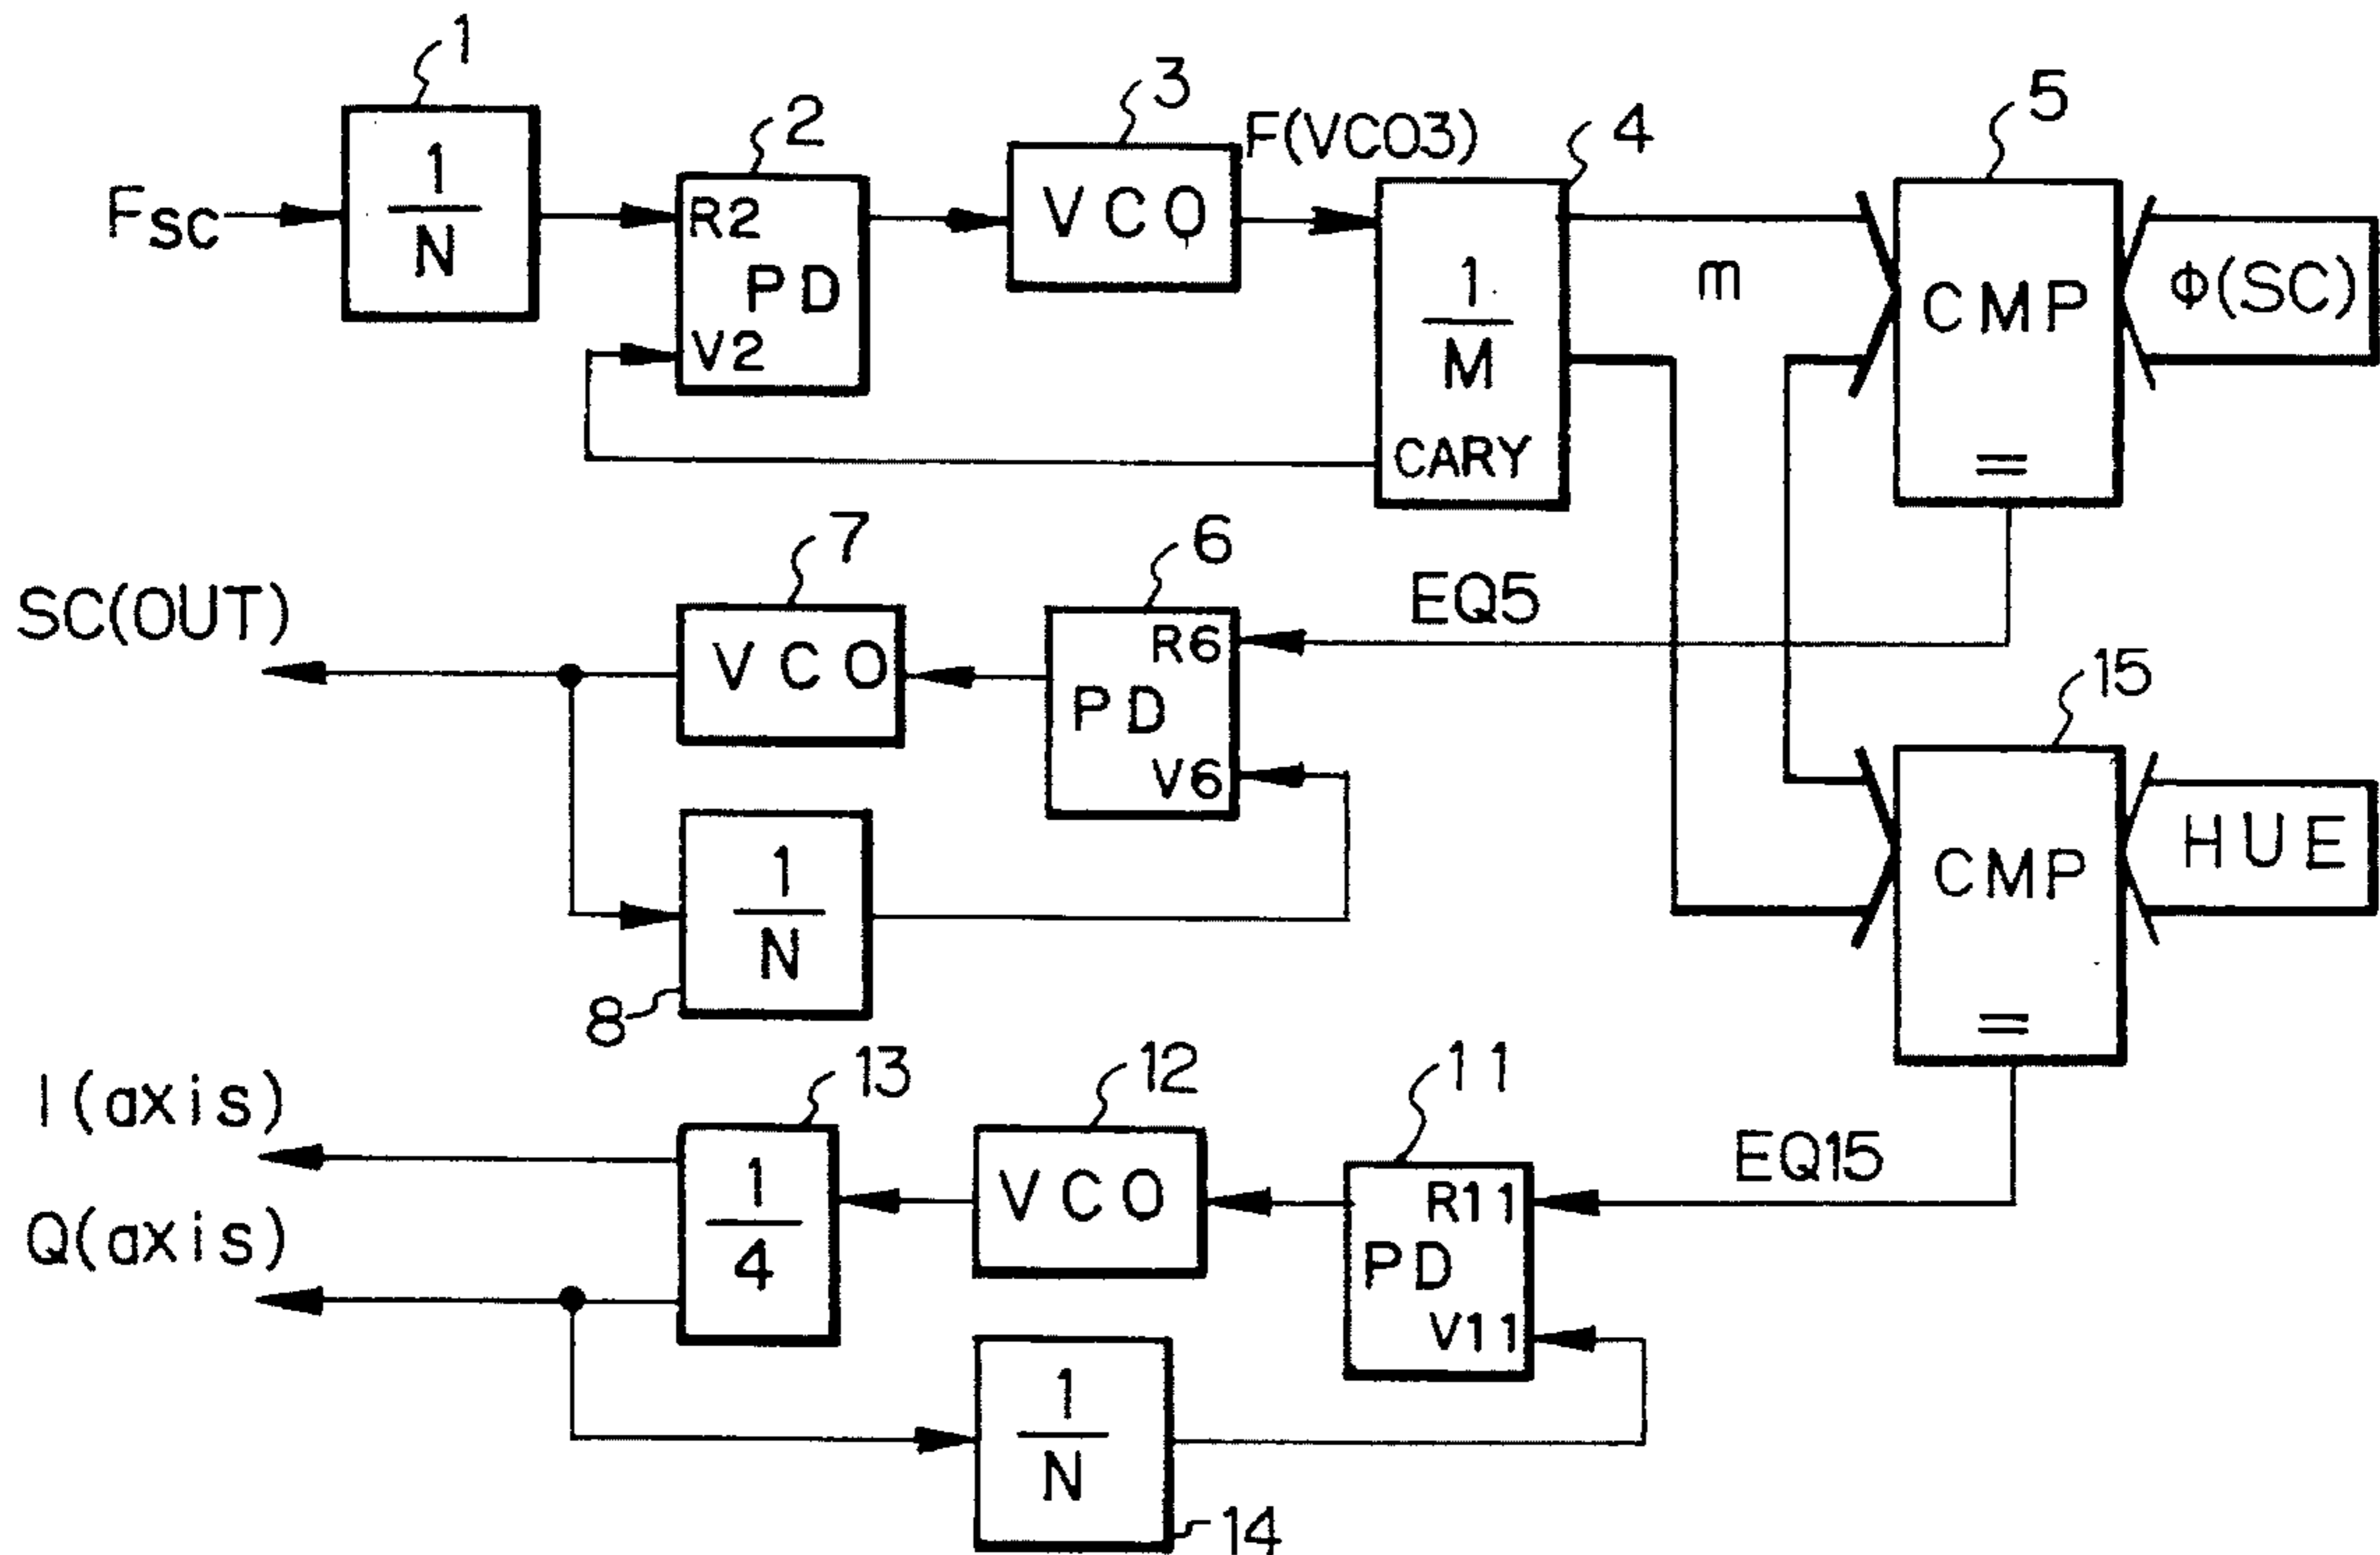 1
2
3
F(VCO3)
4
5
FSC
1
N
R2
PD
V2
VCO
1
M
CARY
m
CMP
=
Φ(SC)
7
6
EQ5
15
SC(OUT)
VCO
R6
PD
V6
1
N
8
CMP
=
HUE
13
12
11
EQ15
I(axis)
Q(axis)
1
4
VCO
R11
PD
V11
1
N
14